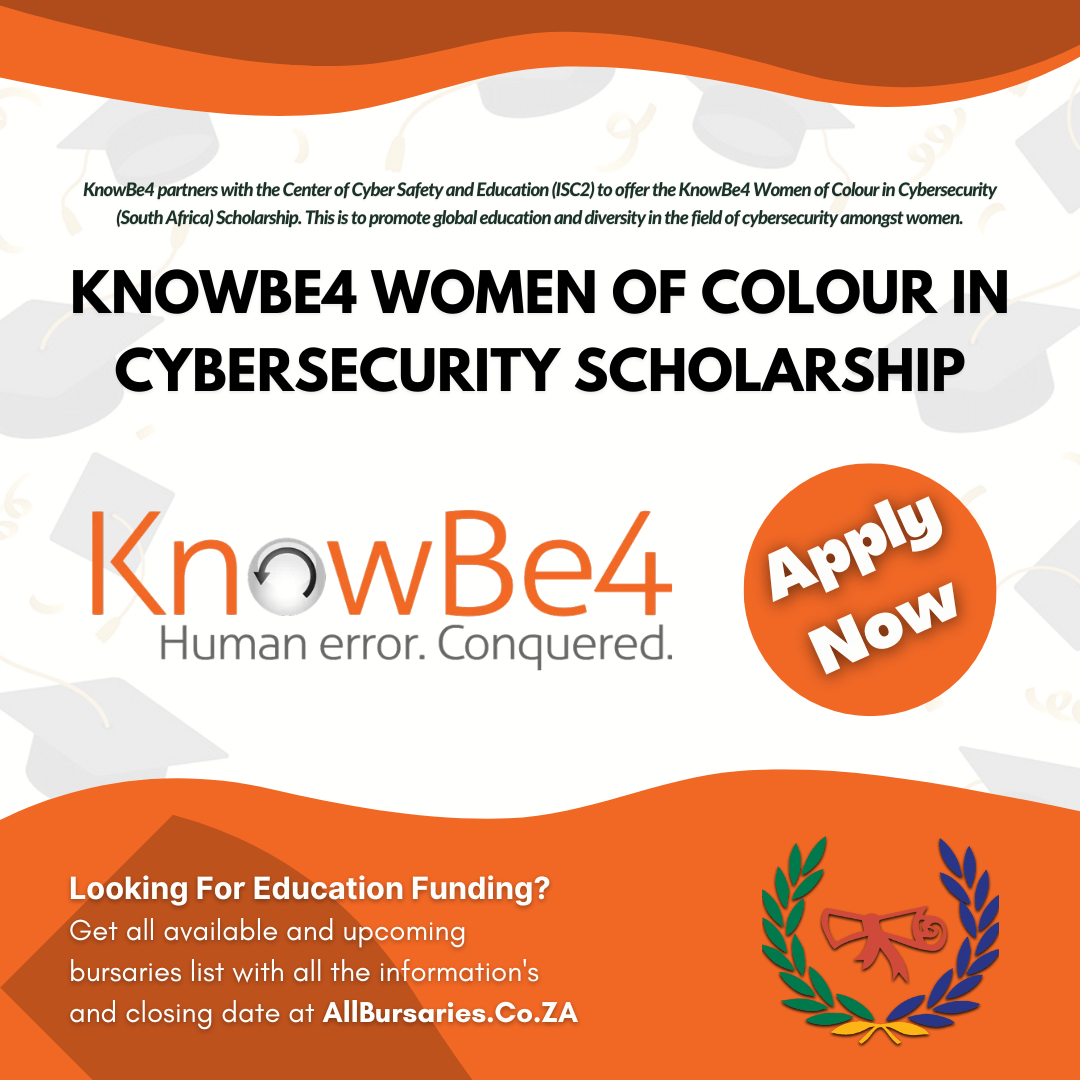 KnowBe4 partners with the Center of Cyber Safety and Education (ISC2) to offer the KnowBe4 Women of Colour in Cybersecurity
(South Africa) Scholarship. This is to promote global education and diversity in the field of cybersecurity amongst women.
KNOWBE4 WOMEN OF COLOUR IN
CYBERSECURITY SCHOLARSHIP
KnowBe4
Human error. Conquered.
Apply
Now
Looking For Education Funding?
Get all available and upcoming
bursaries list with all the information's
and closing date at AllBursaries.Co.ZA